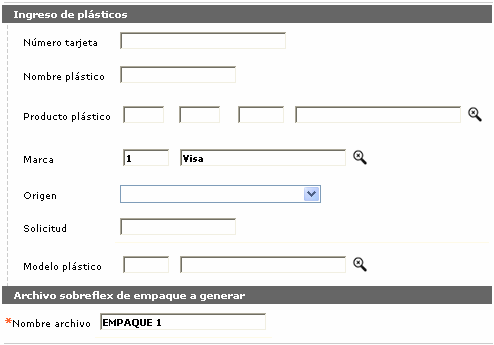 Ingreso de plásticos
Número tarjeta
Nombre plástico
Producto plástico
Marca 1 Visa
Origen
Solicitud
Modelo plástico
Archivo sobreflex de empaque a generar
*Nombre archivo EMPAQUE 1